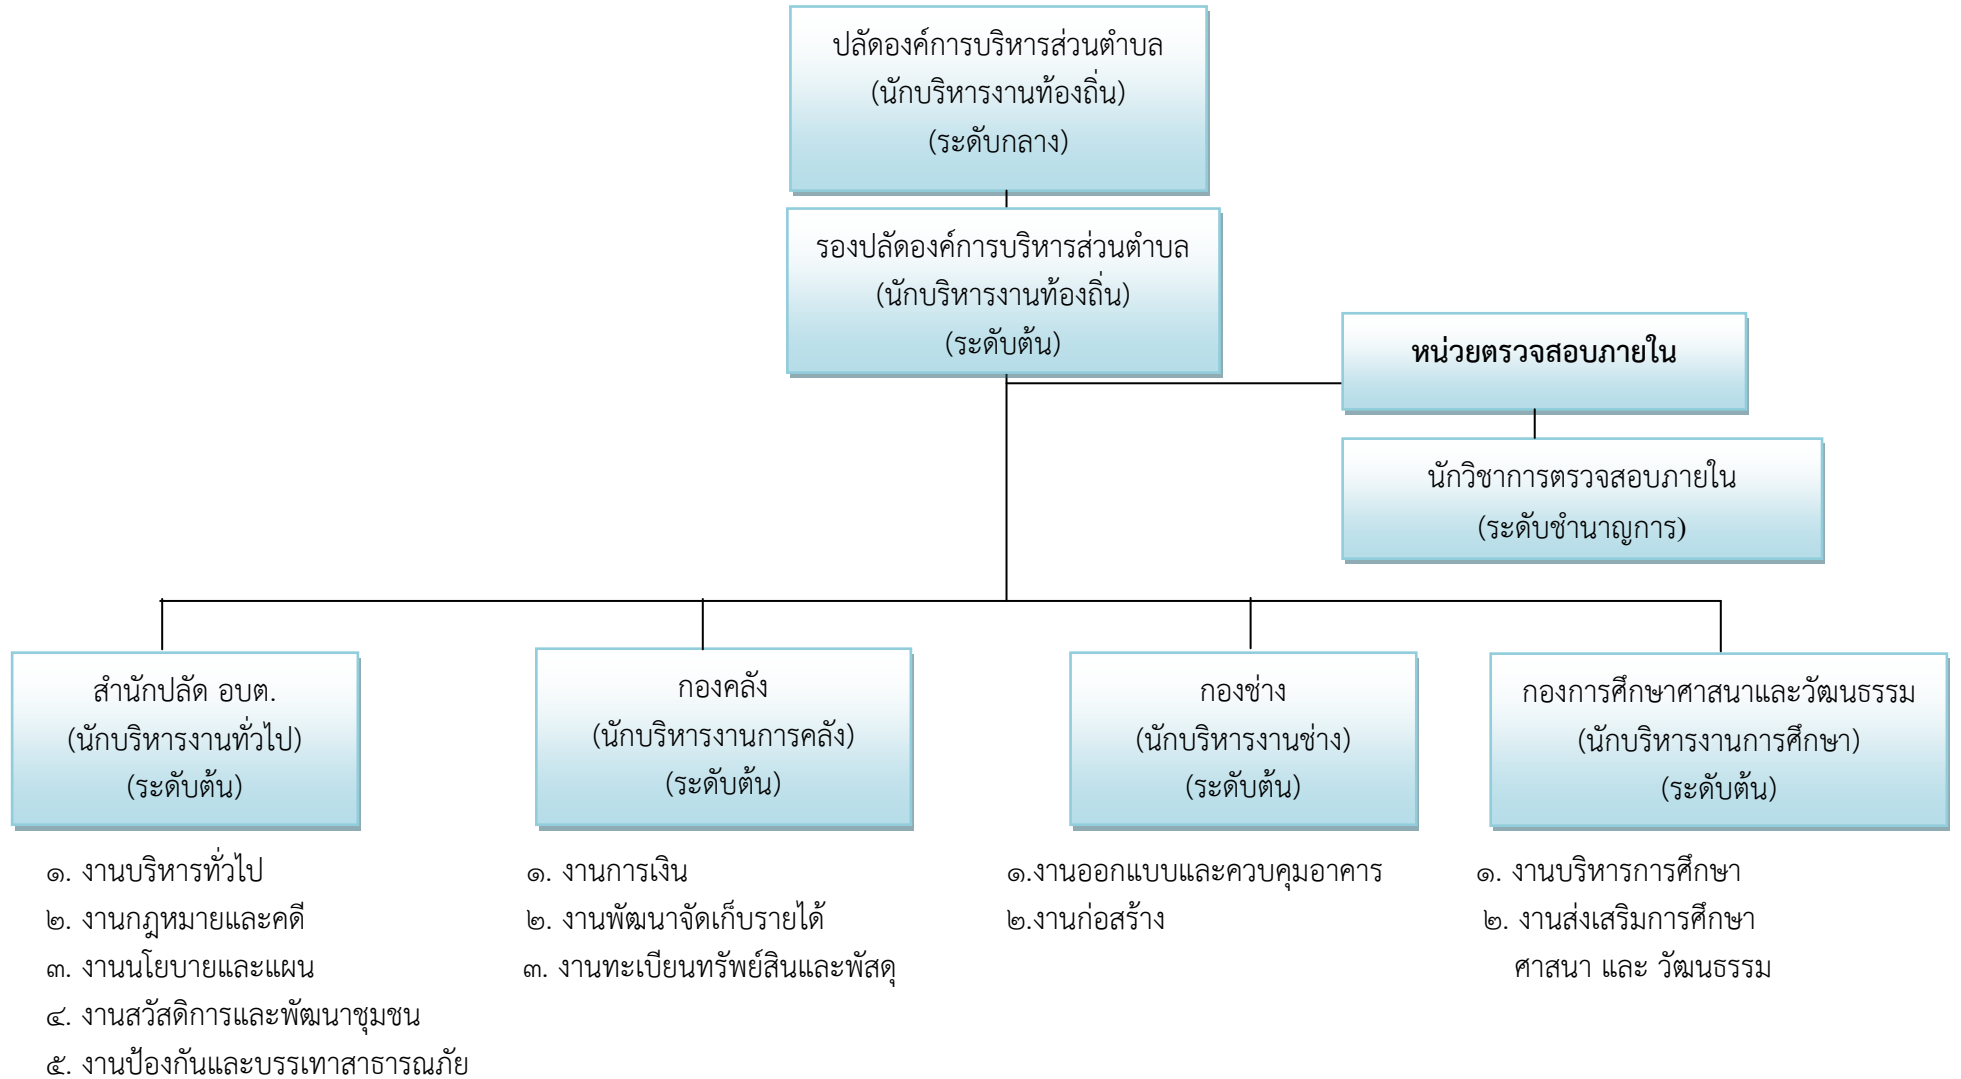 ปลัดองค์การบริหารส่วนตำบล
(นักบริหารงานท้องถิ่น)
(ระดับกลาง)
รองปลัดองค์การบริหารส่วนตำบล
(นักบริหารงานท้องถิ่น)
(ระดับต้น)
หน่วยตรวจสอบภายใน
นักวิชาการตรวจสอบภายใน
(ระดับชำนาญการ)
สำนักปลัด อบต.
(นักบริหารงานทั่วไป)
(ระดับต้น)
๑. งานบริหารทั่วไป
๒. งานกฎหมายและคดี
๓. งานนโยบายและแผน
๔. งานสวัสดิการและพัฒนาชุมชน
๕. งานป้องกันและบรรเทาสาธารณภัย
กองคลัง
(นักบริหารงานการคลัง)
(ระดับต้น)
๑. งานการเงิน
๒. งานพัฒนาจัดเก็บรายได้
๓. งานทะเบียนทรัพย์สินและพัสดุ
กองช่าง
(นักบริหารงานช่าง)
(ระดับต้น)
๑.งานออกแบบและควบคุมอาคาร
๒.งานก่อสร้าง
กองการศึกษาศาสนาและวัฒนธรรม
(นักบริหารงานการศึกษา)
(ระดับต้น)
๑. งานบริหารการศึกษา
๒. งานส่งเสริมการศึกษา
ศาสนา และ วัฒนธรรม